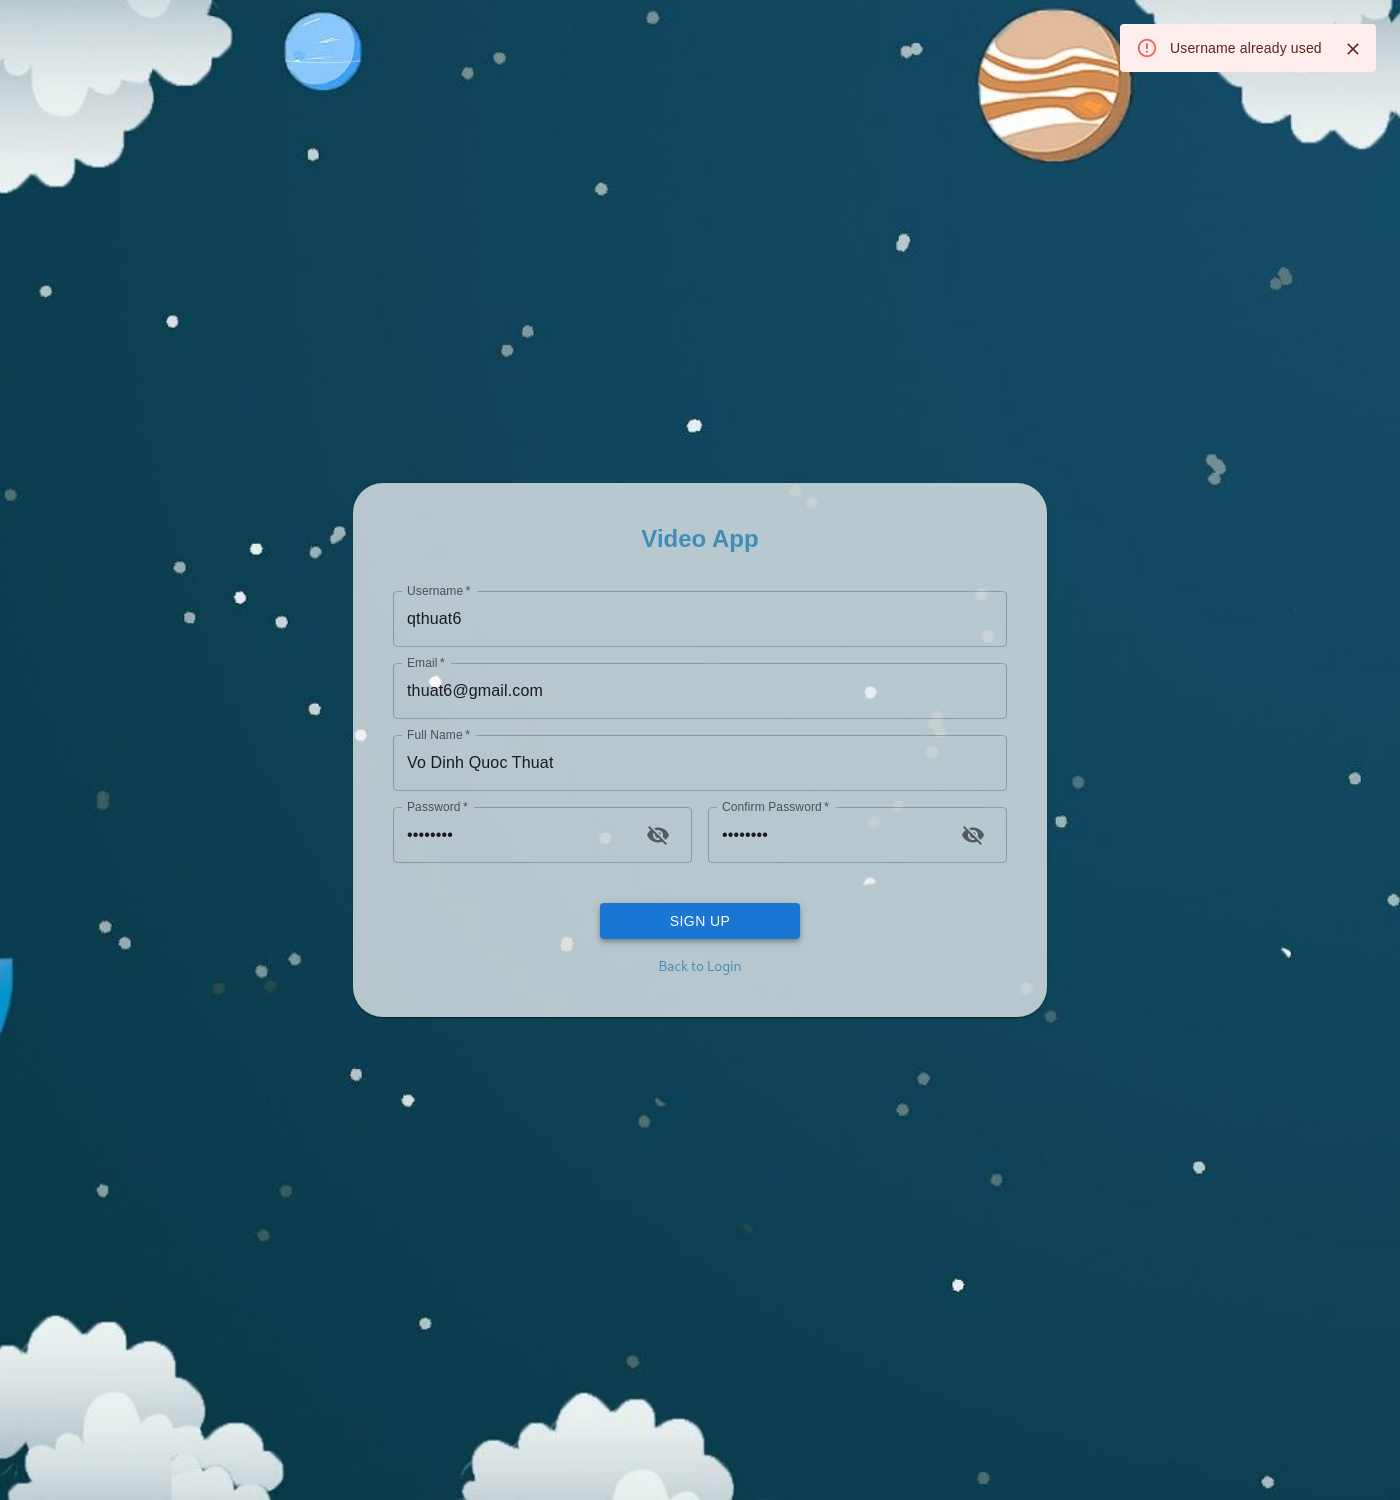 Username already used
Video App
Username *
qthuat6
Email *
thuat6@gmail.com
Full Name *
Vo Dinh Quoc Thuat
Password *
Confirm Password *
••••••••
••••••••
SIGN UP
Back to Login